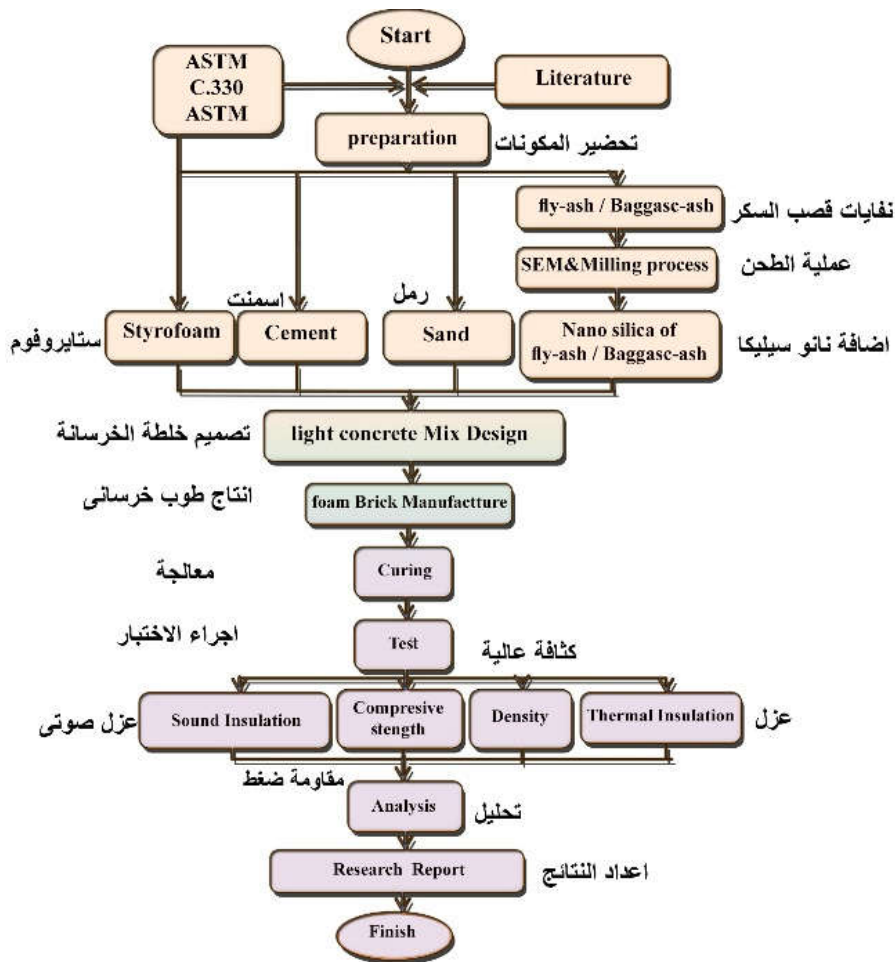 Start
ASTM
C.330
ASTM
Literature
preparation
تحضير المكونات
fly-ash / Baggasc-ash
نفايات قصب السكر
SEM&Milling process
عملية الطحن
اسمنت
رمل
ستايروفوم
Styrofoam
Cement
Sand
Nano silica of
fly-ash / Baggasc-ash
اضافة نانو سيليكا
light concrete Mix Design
تصميم خلطة الخرسانة
foam Brick Manufactture
انتاج طوب خرسانى
Curing
معالجة
Test
اجراء الاختبار
كثافة عالية
عزل صوتى
Sound Insulation
Compresive
stength
Density
Thermal Insulation
عزل
مقاومة ضغط
Analysis
تحليل
Research Report
اعداد النتائج
Finish